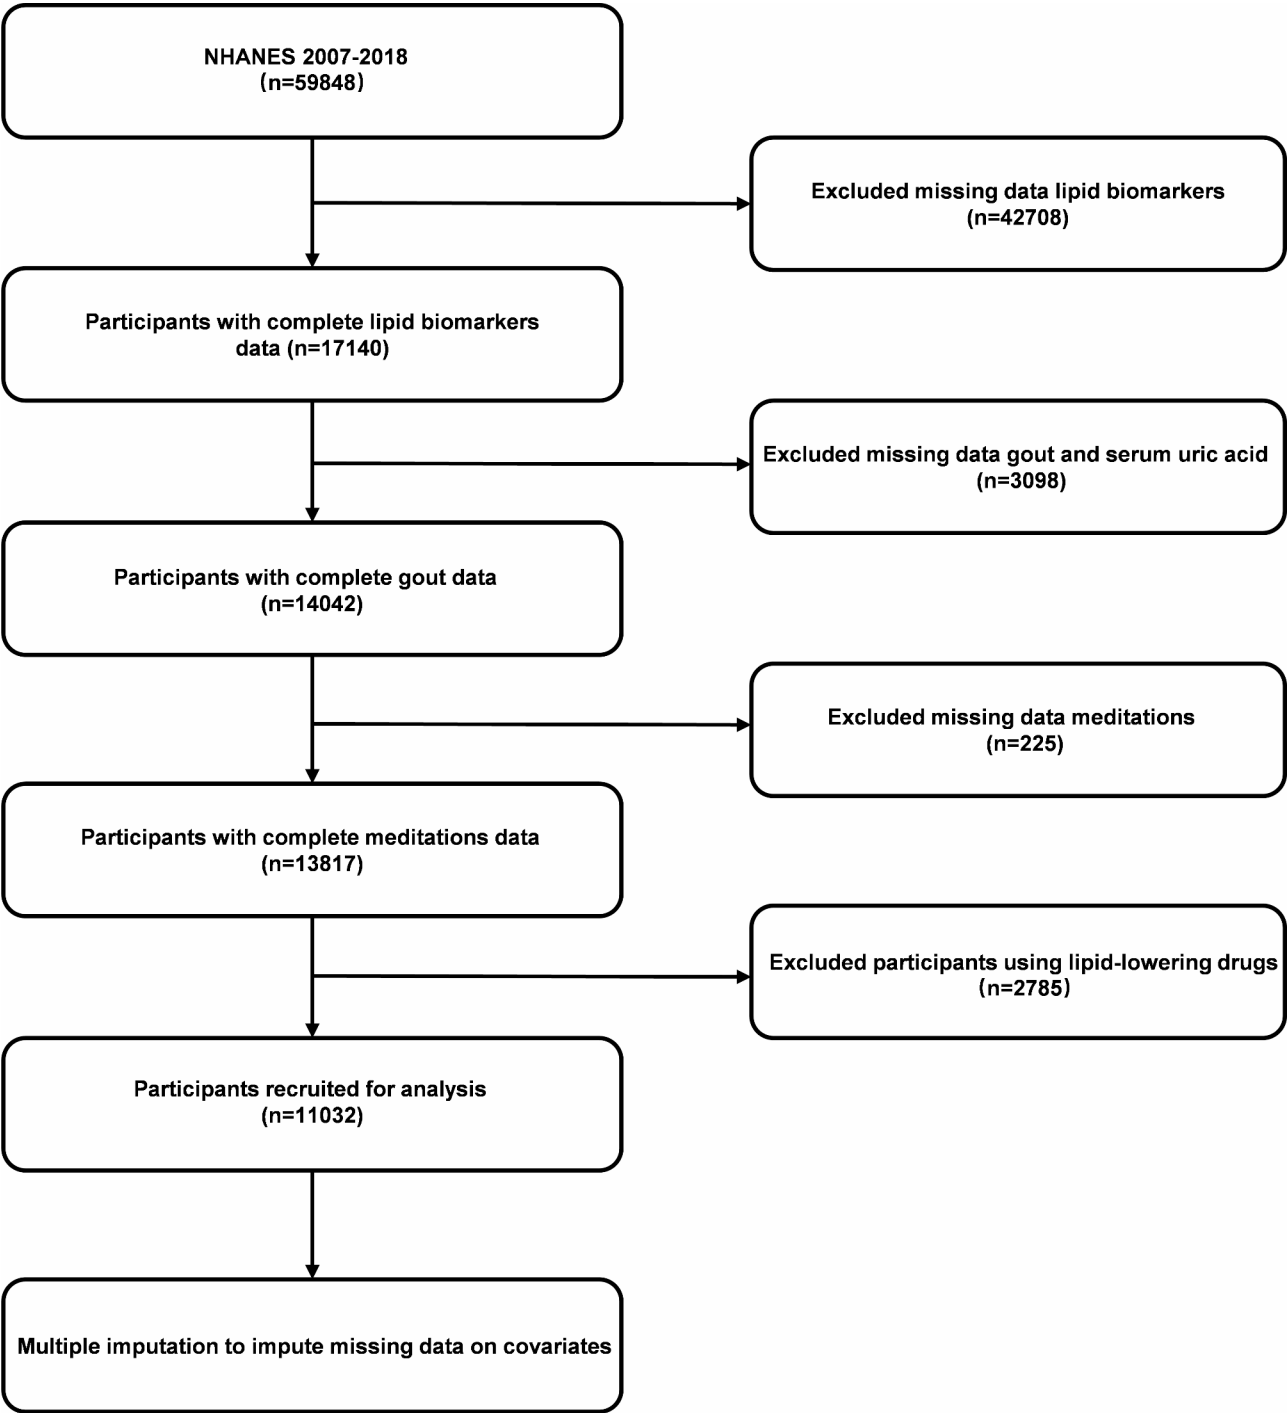 NHANES 2007-2018
(n=59848)
Excluded missing data lipid biomarkers
(n=42708)
Participants with complete lipid biomarkers
data (n=17140)
Excluded missing data gout and serum uric acid
(n=3098)
Participants with complete gout data
(n=14042)
Excluded missing data meditations
(n=225)
Participants with complete meditations data
(n=13817)
Excluded participants using lipid-lowering drugs
(n=2785)
Participants recruited for analysis
(n=11032)
Multiple imputation to impute missing data on covariates